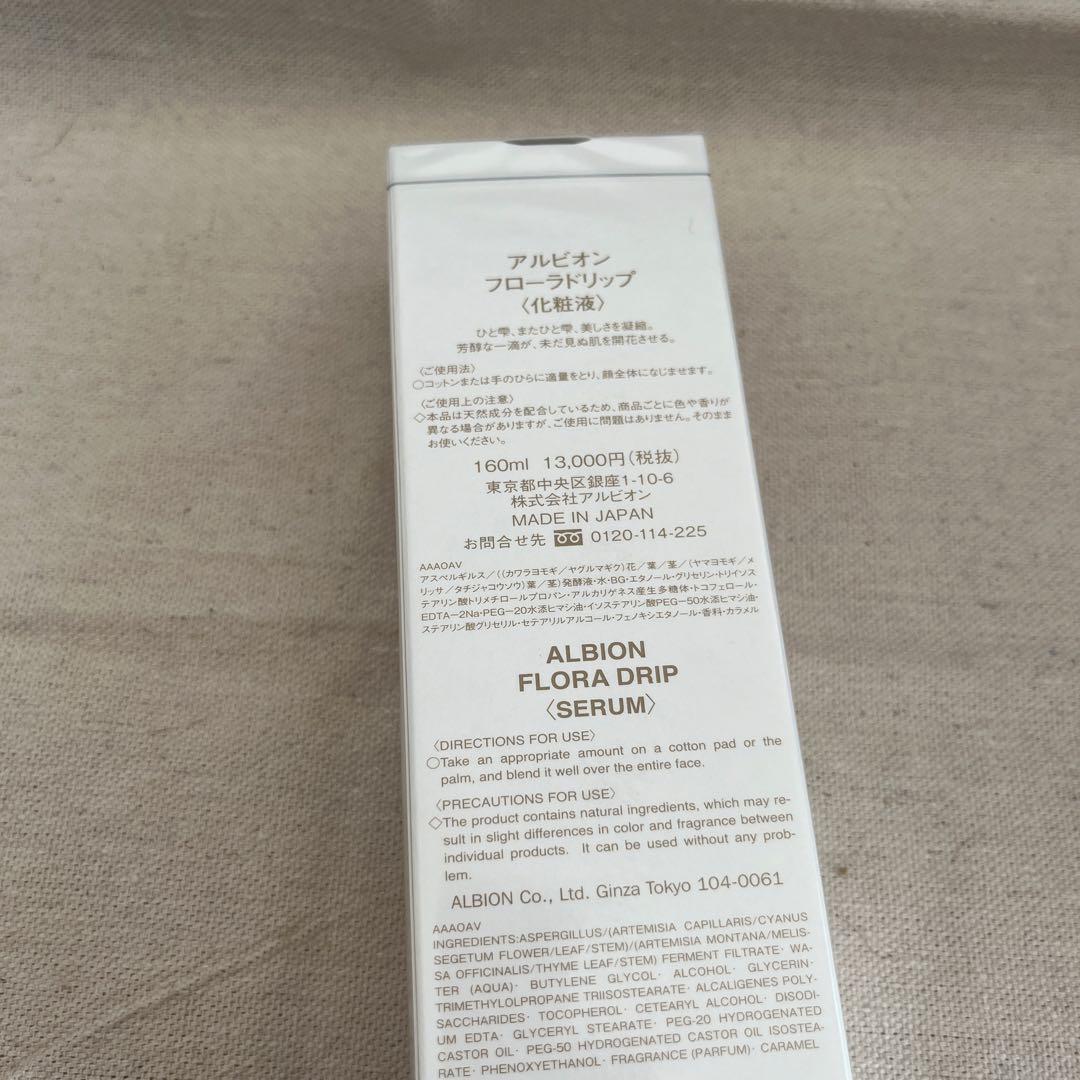 アルビオン
フローラドリップ
〈化粧液〉
ひと雫、またひと雫、美しさを凝縮。
芳醇な一滴が、未だ見ぬ肌を開花させる。
〈ご使用法〉
○コットンまたは手のひらに適量をとり、顔全体になじませます。
〈ご使用上の注意〉
◇本品は天然成分を配合しているため、商品ごとに色や香りが
異なる場合がありますが、ご使用に問題はありません。そのまま
お使いください。
160ml 13,000円(税抜)
東京都中央区銀座1-10-6
株式会社アルビオン
MADE IN JAPAN
お問合せ先 0120-114-225
AAAOAV
アスペルギルス/((カワラヨモギ/ヤグルマギク)花/葉/茎)/(ヤマヨモギ/メ
リッサ/タチジャコウソウ)葉/茎)発酵液・水・BG・エタノール・グリセリン・トリイソス
テアリン酸トリメチロールプロパン・アルカリゲネス産生多糖体・トコフェロール・
EDTA−2Na・PEG−20水添ヒマシ油・イソステアリン酸PEG−50水添ヒマシ油・
ステアリン酸グリセリル・セテアリルアルコール・フェノキシエタノール・香料・カラメル
ALBION
FLORA DRIP
〈SERUM〉
〈DIRECTIONS FOR USE〉
○Take an appropriate amount on a cotton pad or the
palm, and blend it well over the entire face.
〈PRECAUTIONS FOR USE〉
◇The product contains natural ingredients, which may re-
sult in slight differences in color and fragrance between
individual products. It can be used without any prob-
lem.
ALBION Co., Ltd. Ginza Tokyo 104-0061
AAAOAV
INGREDIENTS:ASPERGILLUS/(ARTEMISIA CAPILLARIS/CYANUS
SEGETUM FLOWER/LEAF/STEM)/(ARTEMISIA MONTANA/MELIS-
SA OFFICINALIS/THYME LEAF/STEM) FERMENT FILTRATE· WA-
TER (AQUA)· BUTYLENE GLYCOL· ALCOHOL· GLYCERIN·
TRIMETHYLOLPROPANE TRIISOSTEARATE· ALCALIGENES POLY-
SACCHARIDES· TOCOPHEROL· CETEARYL ALCOHOL· DISODI-
UM EDTA· GLYCERYL STEARATE· PEG-20 HYDROGENATED
CASTOR OIL· PEG-50 HYDROGENATED CASTOR OIL ISOSTEA-
RATE· PHENOXYETHANOL· FRAGRANCE (PARFUM)· CARAMEL